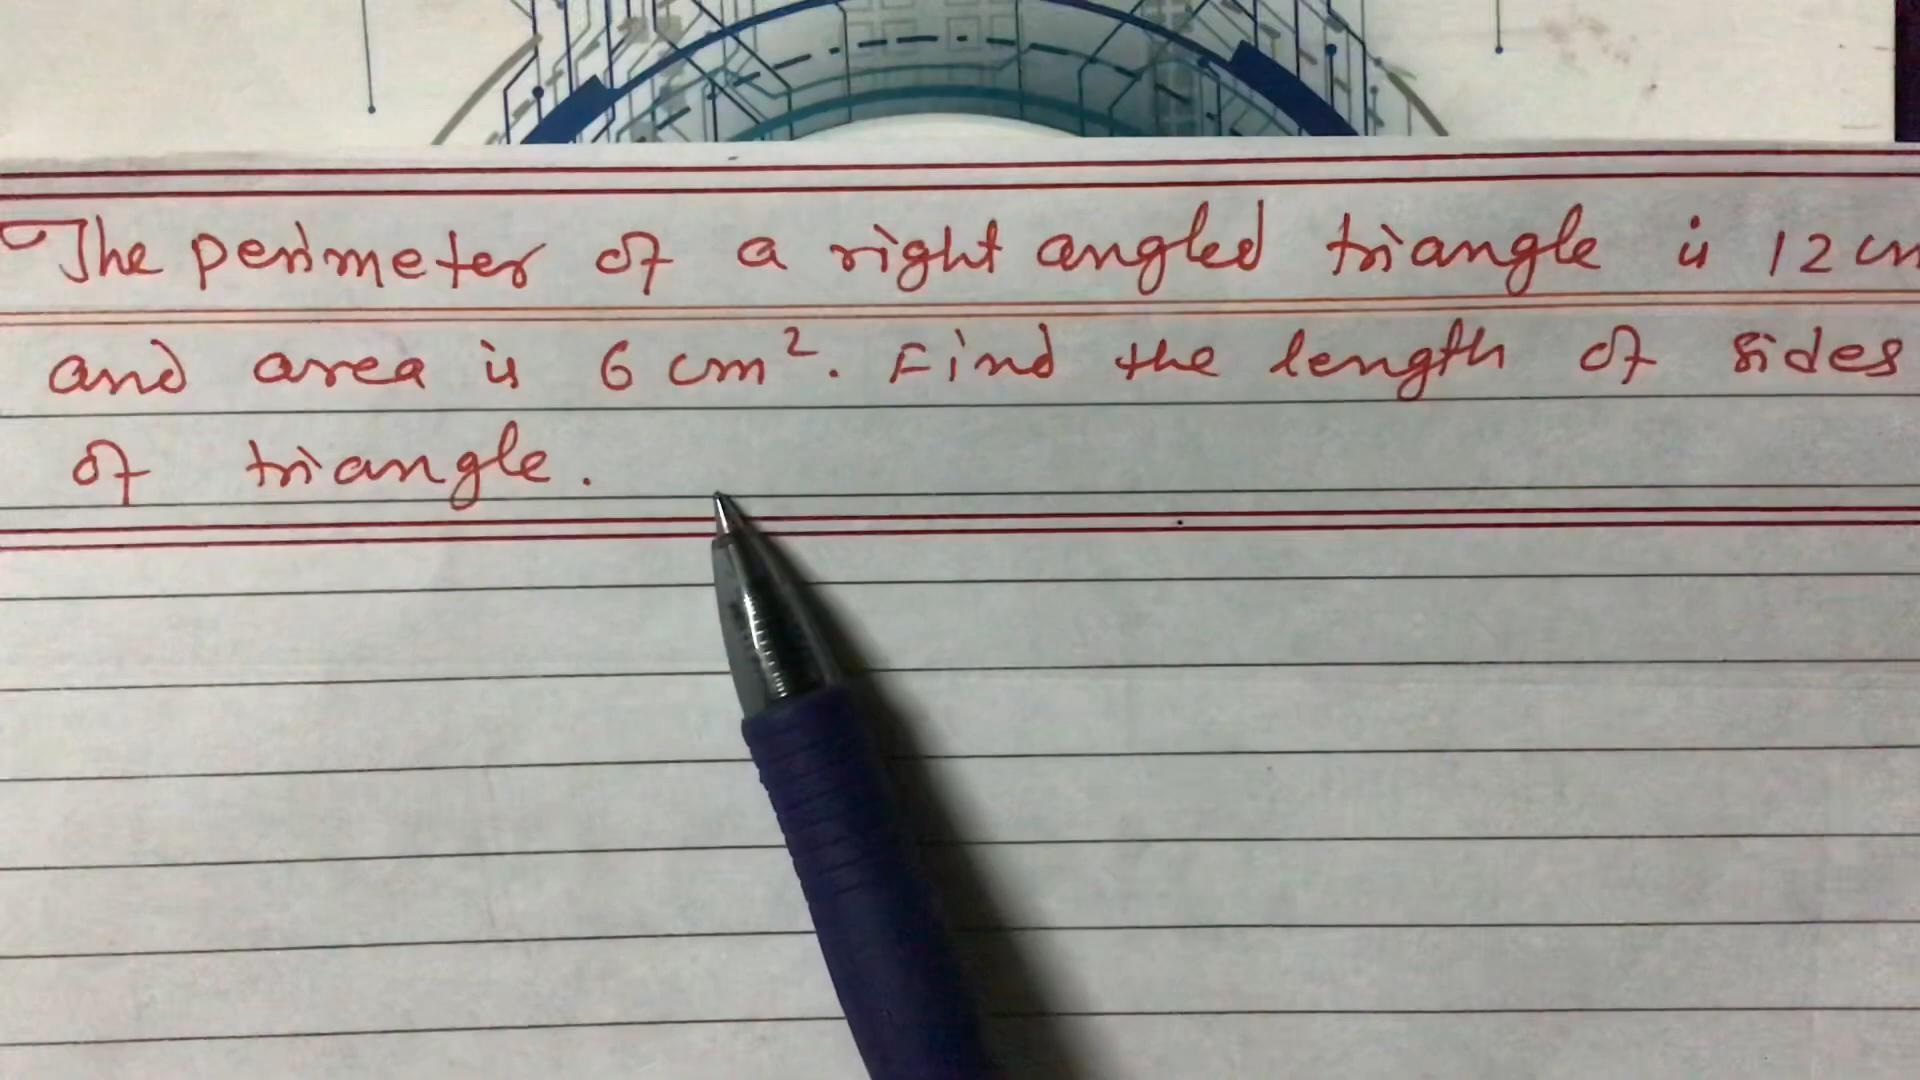 The perimeter of a right angled triangle is 12 cm
and area is 6 cm². Find the length of sides
of triangle.